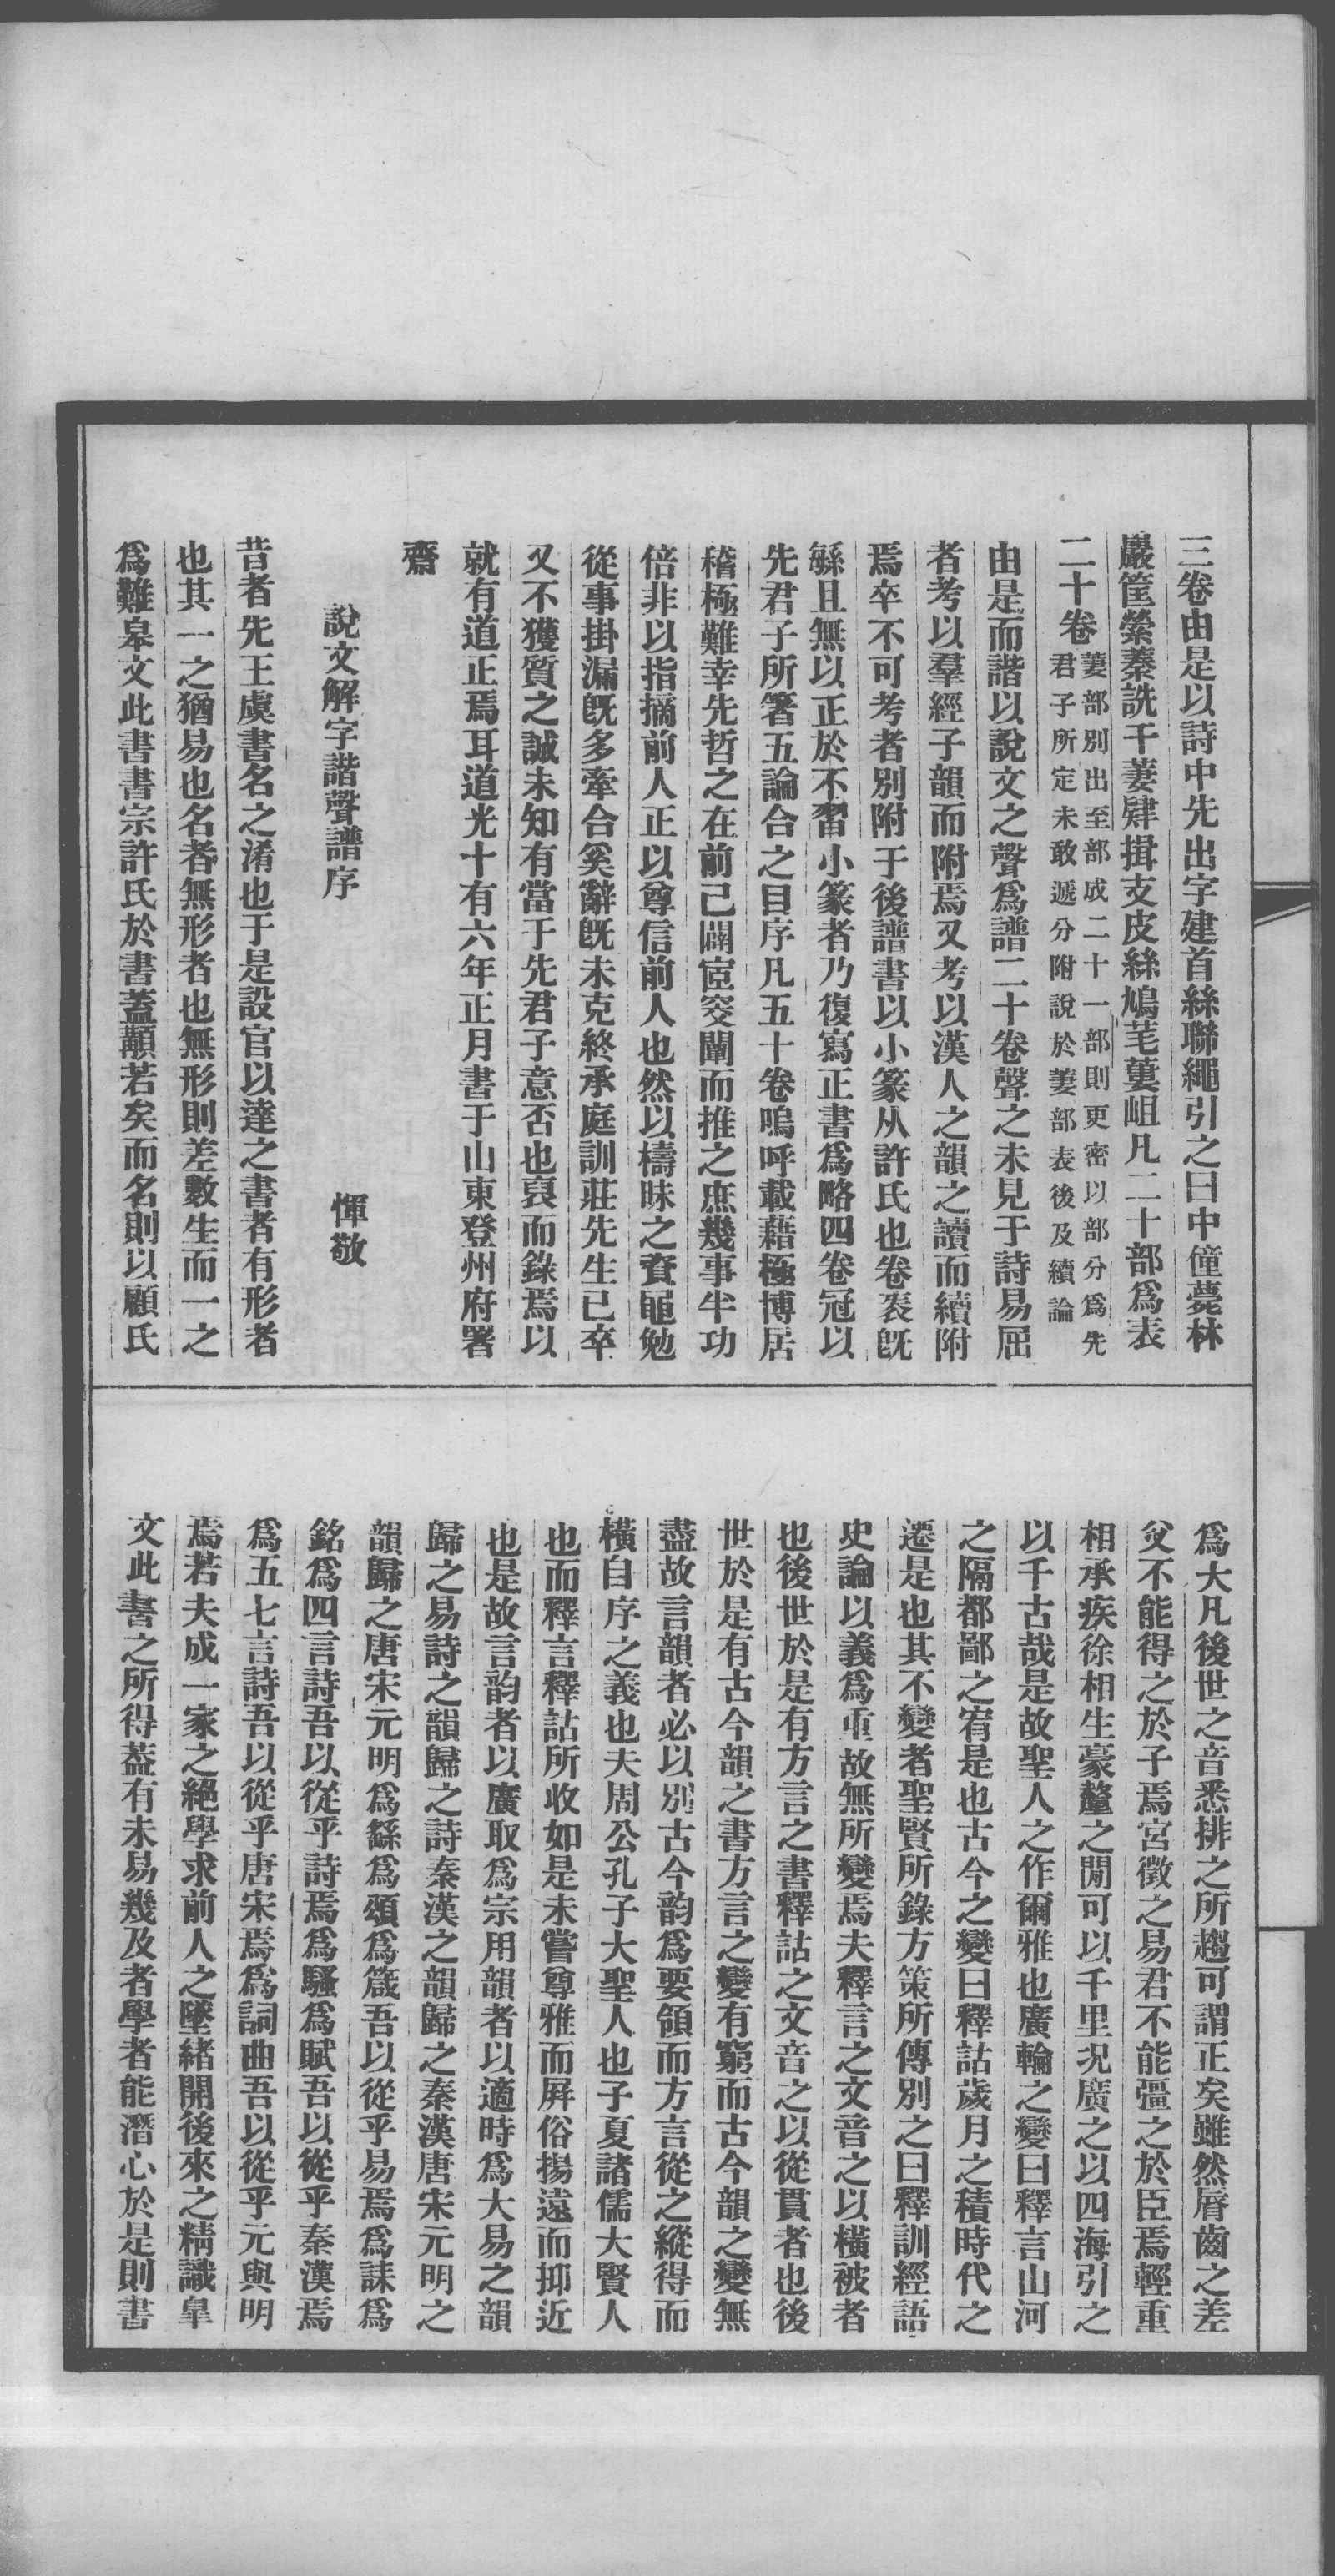 三卷由是以詩中先出字建首絲聯繩引之曰中僮薨林
巖筐縈蓁詵干萋肄揖支皮絲鳩芼蔞岨凡二十部爲表
二十卷萋部別出至部成二十一部則更密以部分爲先
君子所定未敢遞分附說於萋部表後及續論
由是而諧以說文之聲爲譜二十卷聲之未見于詩易屈
者考以羣經子韻而附焉又考以漢人之韻之讀而續附
焉卒不可考者別附于後譜書以小篆从許氏也卷袠旣
緐且無以正於不習小篆者乃復寫正書爲略四卷冠以
先君子所箸五論合之目序凡五十卷嗚呼載藉極博居
稽極難幸先哲之在前已闢窔闈而推之庶幾事半功
倍非以指摘前人正以尊信前人也然以檮昧之資黽勉
從事掛漏旣多牽合奚辭旣未克終承庭訓莊先生已卒
又不獲質之誠未知有當于先君子意否也裒而錄焉以
就有道正焉耳道光十有六年正月書于山東登州府署
齋
說文解字諧聲譜序　惲敬
昔者先王虞書名之淆也于是設官以達之書者有形者
也其一之猶易也名者無形者也無形則差數生而一之
爲難皋文此書書宗許氏於書蓋顜若矣而名則以顧氏
爲大凡後世之音悉排之所趨可謂正矣雖然脣齒之差
父不能得之於子焉宮徵之易君不能彊之於臣焉輕重
相承疾徐相生豪釐之閒可以千里況廣之以四海引之
以千古哉是故聖人之作爾雅也廣輪之變曰釋言山河
之隔都鄙之宥是也古今之變曰釋詁歲月之積時代之
遷是也其不變者聖賢所錄方策所傳別之曰釋訓經語
史論以義爲重故無所變焉夫釋言之文音之以橫被者
也後世於是有方言之書釋詁之文音之以從貫者也後
世於是有古今韻之書方言之變有窮而古今韻之變無
盡故言韻者必以別古今韵爲要領而方言從之縱得而
橫自序之義也夫周公孔子大聖人也子夏諸儒大賢人
也而釋言釋詁所收如是未嘗尊雅而屛俗揚遠而抑近
也是故言韵者以廣取爲宗用韻者以適時爲大易之韻
歸之易詩之韻歸之詩秦漢之韻歸之秦漢唐宋元明之
韻歸之唐宋元明爲繇爲頌爲箴吾以從乎易焉爲誄爲
銘爲四言詩吾以從乎詩焉爲騷爲賦吾以從乎秦漢焉
爲五七言詩吾以從乎唐宋焉爲詞曲吾以從乎元與明
焉若夫成一家之絕學求前人之墜緒開後來之精識皋
文此書之所得葢有未易幾及者學者能潛心於是則書